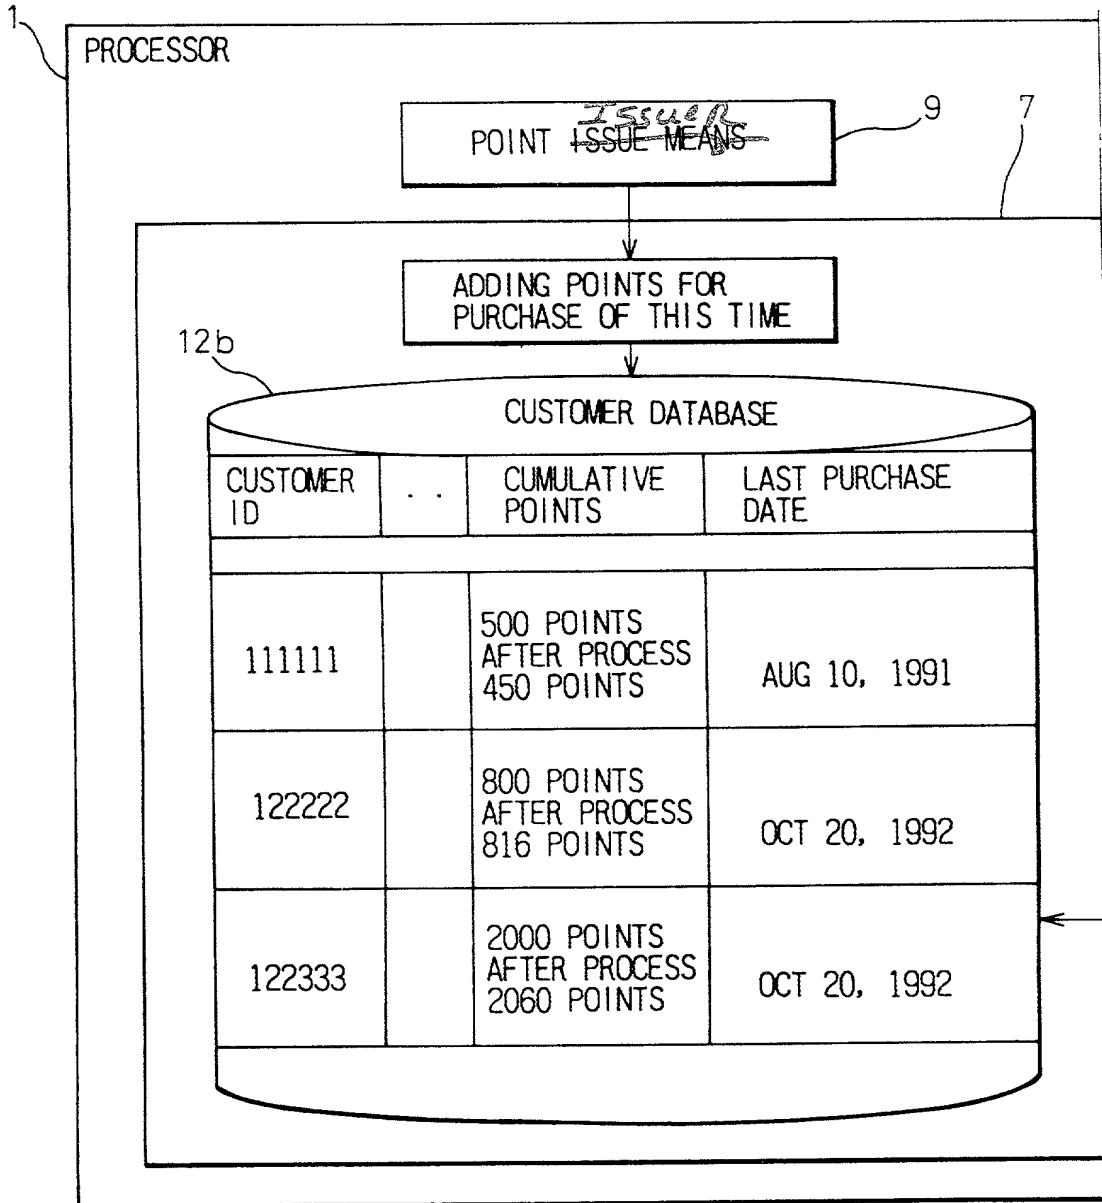 1
PROCESSOR
Issuer
POINT ISSUE MEANS
9
7
ADDING POINTS FOR
PURCHASE OF THIS TIME
12b
CUSTOMER DATABASE
CUSTOMER ID
. .
CUMULATIVE POINTS
LAST PURCHASE DATE
111111
500 POINTS
AFTER PROCESS
450 POINTS
AUG 10, 1991
122222
800 POINTS
AFTER PROCESS
816 POINTS
OCT 20, 1992
122333
2000 POINTS
AFTER PROCESS
2060 POINTS
OCT 20, 1992